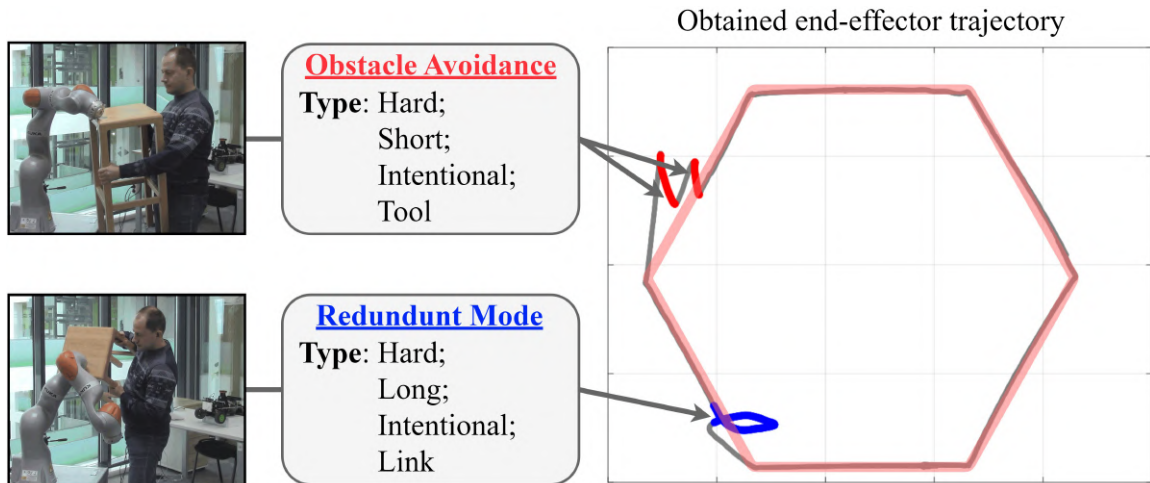 Obtained end-effector trajectory
Obstacle Avoidance
Type: Hard;
Short;
Intentional;
Tool
Redundunt Mode
Type: Hard;
Long;
Intentional;
Link